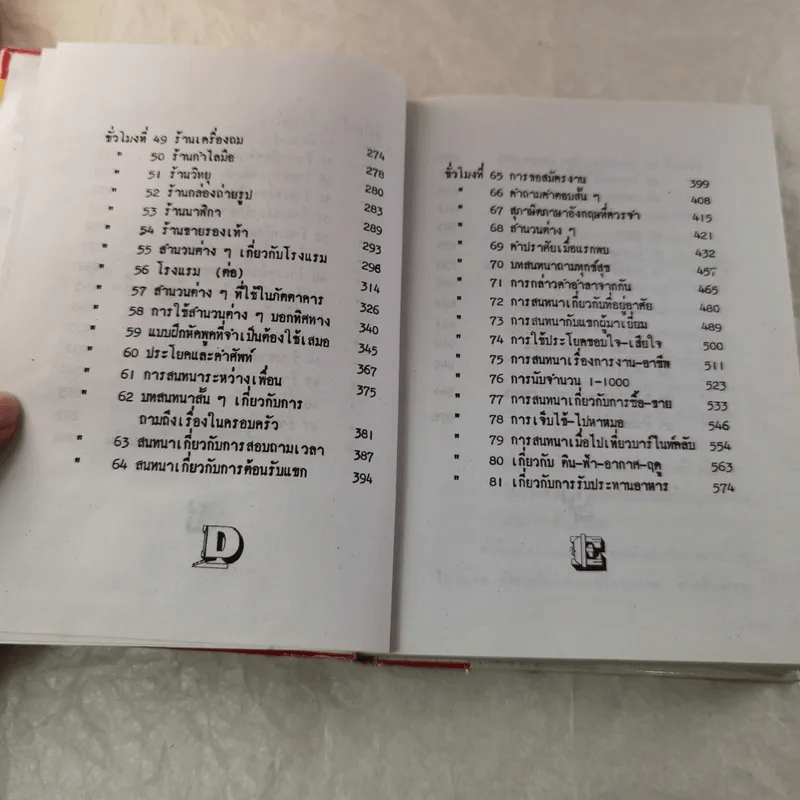 ชั่วโมงที่ 49 ร้านเครื่องถม 274
" 50 ร้านกำไลมือ 278
" 51 ร้านวิทยุ 280
" 52 ร้านกล้องถ่ายรูป 283
" 53 ร้านนาฬิกา 289
" 54 ร้านขายรองเท้า 293
" 55 สำนวนต่าง ๆ เกี่ยวกับโรงแรม 296
" 56 โรงแรม (ต่อ) 314
" 57 สำนวนต่าง ๆ ที่ใช้ในภัตตาคาร 326
" 58 การใช้สำนวนต่าง ๆ บอกทิศทาง 340
" 59 แบบฝึกหัดพูดที่จำเป็นต้องใช้เสมอ 345
" 60 ประโยคและคำศัพท์ 367
" 61 การสนทนาระหว่างเพื่อน 375
" 62 บทสนทนาสั้น ๆ เกี่ยวกับการ
ถามถึงเรื่องในครอบครัว 381
" 63 สนทนาเกี่ยวกับการสอบถามเวลา 387
" 64 สนทนาเกี่ยวกับการต้อนรับแขก 394
D
ชั่วโมงที่ 65 การขอสมัครงาน 399
" 66 คำถามคำตอบสั้น ๆ 408
" 67 สุภาษิตภาษาอังกฤษที่ควรจำ 415
" 68 สำนวนต่าง ๆ 421
" 69 คำปราศัยเมื่อแรกพบ 432
" 70 บทสนทนาถามทุกข์สุข 457
" 71 การกล่าวคำอำลาจากกัน 465
" 72 การสนทนาเกี่ยวกับที่อยู่อาศัย 480
" 73 การสนทนากับแขกผู้มาเยี่ยม 489
" 74 การใช้ประโยคขอบใจ-เสียใจ 500
" 75 การสนทนาเรื่องการงาน-อาชีพ 511
" 76 การนับจำนวน 1-1000 523
" 77 การสนทนาเกี่ยวกับการซื้อ-ขาย 533
" 78 การเจ็บไข้-ไปหาหมอ 546
" 79 การสนทนาเมื่อไปเที่ยวบาร์ไนท์คลับ 554
" 80 เกี่ยวกับ ดิน-ฟ้า-อากาศ-ฤดู 563
" 81 เกี่ยวกับการรับประทานอาหาร 574
E